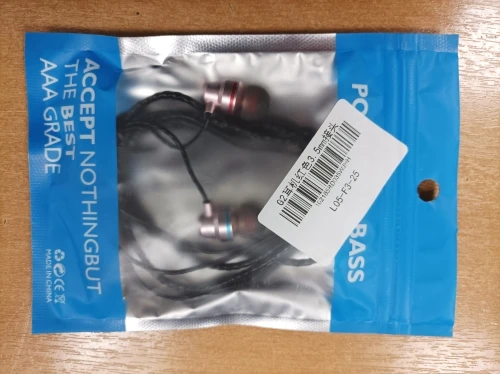 ACCEPT NOTHINGBUT
THE BEST
AAA GRADE
MADE IN CHINA
PO
BASS
G2耳机红色3.5mm接头
L05-F3-25